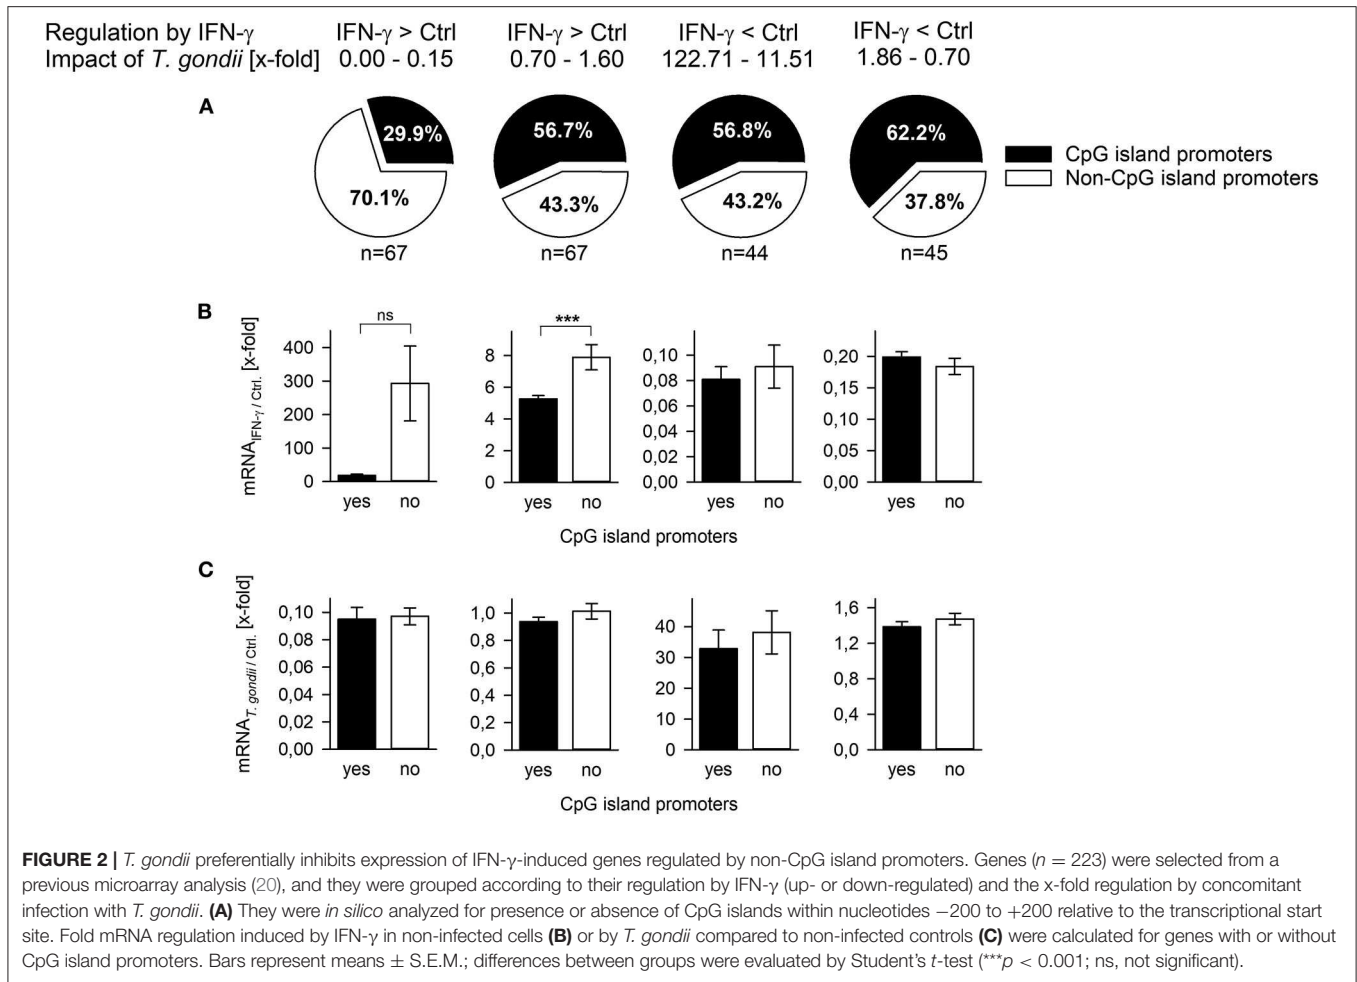 Regulation by IFN-γ IFN-γ > Ctrl IFN-γ > Ctrl IFN-γ < Ctrl IFN-γ < Ctrl
Impact of T. gondii [x-fold] 0.00 - 0.15 0.70 - 1.60 122.71 - 11.51 1.86 - 0.70
A
29.9% 56.7% 56.8% 62.2%
CpG island promoters
Non-CpG island promoters
70.1% 43.3% 43.2% 37.8%
n=67 n=67 n=44 n=45
B
mRNA IFN-γ / Ctrl. [x-fold]
ns
400
300
200
100
0
yes no
***
8
6
4
2
0
yes no
0,10
0,08
0,06
0,04
0,02
0,00
yes no
0,20
0,15
0,10
0,05
0,00
yes no
CpG island promoters
C
mRNA T. gondii / Ctrl. [x-fold]
0,10
0,08
0,06
0,04
0,02
0,00
yes no
1,0
0,8
0,6
0,4
0,2
0,0
yes no
40
30
20
10
0
yes no
1,6
1,2
0,8
0,4
0,0
yes no
CpG island promoters
FIGURE 2 | T. gondii preferentially inhibits expression of IFN-γ-induced genes regulated by non-CpG island promoters. Genes (n = 223) were selected from a
previous microarray analysis (20), and they were grouped according to their regulation by IFN-γ (up- or down-regulated) and the x-fold regulation by concomitant
infection with T. gondii. (A) They were in silico analyzed for presence or absence of CpG islands within nucleotides −200 to +200 relative to the transcriptional start
site. Fold mRNA regulation induced by IFN-γ in non-infected cells (B) or by T. gondii compared to non-infected controls (C) were calculated for genes with or without
CpG island promoters. Bars represent means ± S.E.M.; differences between groups were evaluated by Student's t-test (***p < 0.001; ns, not significant).